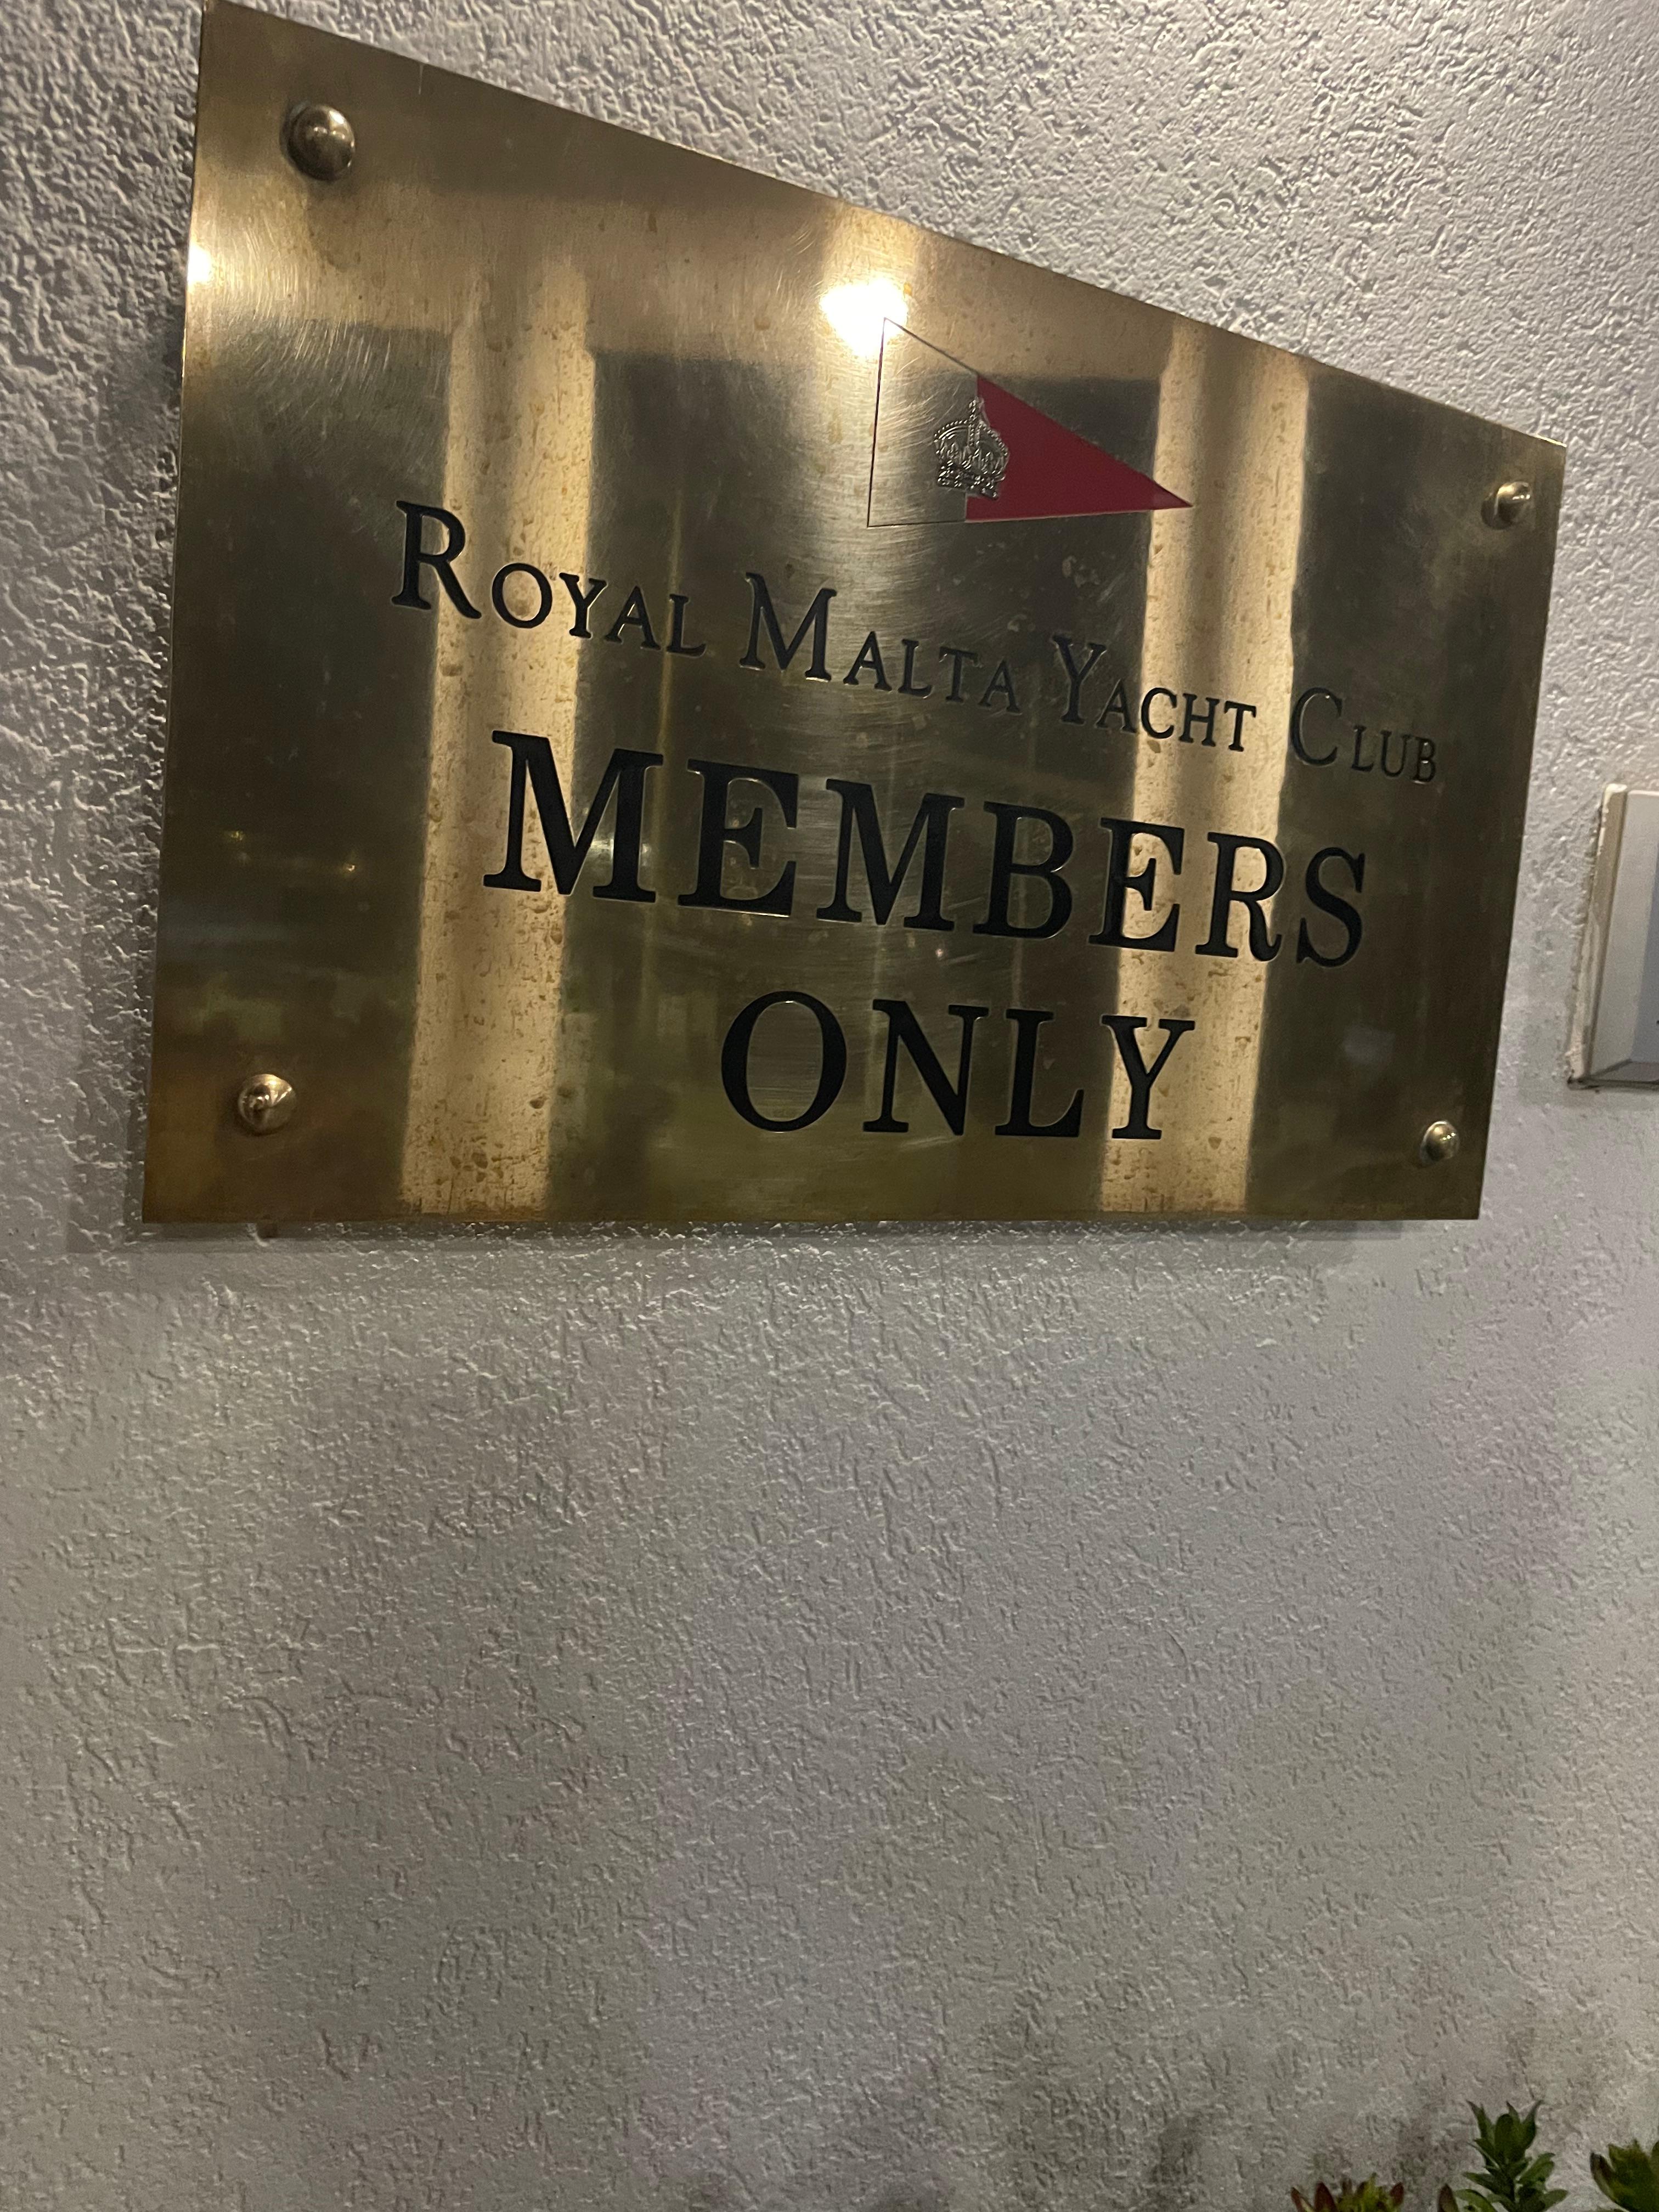 Royal Malta Yacht Club
MEMBERS
ONLY